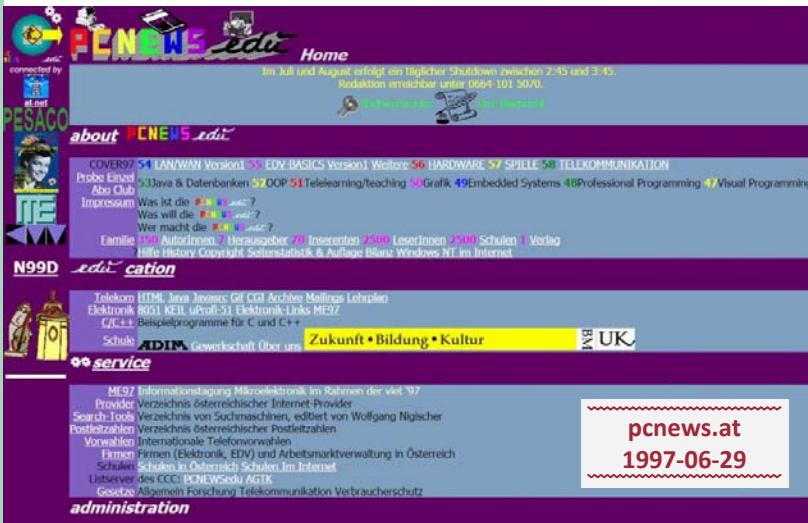 PCNEWS edu Home
connected by
at-net
PESACO
Im Juli und August erfolgt ein täglicher Shutdown zwischen 2:45 und 3:45.
Redaktion erreichbar unter 0664-101 5070.
about PCNEWS edu
COVER97 54 LAN/WAN Version1 55 EDV-BASICS Version1 Weitere 56 HARDWARE 57 SPIELE 58 TELEKOMMUNIKATION
Probe Einzel
Abo Club
53Java & Datenbanken 52OOP 51Telelearning/teaching 50Grafik 49Embedded Systems 48Professional Programming 47Visual Programming
Impressum Was ist die PCNEWS edu ?
Was will die PCNEWS edu ?
Wer macht die PCNEWS edu ?
Familie 350 AutorInnen 7 Herausgeber 70 Inserenten 2500 LeserInnen 2500 Schulen 1 Verlag
?Hilfe History Copyright Seitenstatistik & Auflage Bilanz Windows NT im Internet
N99D
edu cation
Telekom HTML Java Javasrc Gif CGI Archive Mailings Lehrplan
Elektronik 8051 KEIL uProfi-51 Elektronik-Links ME97
C/C++ Beispielprogramme für C und C++
Schule ADIM Gewerkschaft Über uns Zukunft • Bildung • Kultur BM UK
service
ME97 Informationstagung Mikroelektronik im Rahmen der viet '97
Provider Verzeichnis österreichischer Internet-Provider
Search-Tools Verzeichnis von Suchmaschinen, editiert von Wolfgang Nigischer
Postleitzahlen Verzeichnis österreichischer Postleitzahlen
Vorwahlen Internationale Telefonvorwahlen
Firmen Firmen (Elektronik, EDV) und Arbeitsmarktverwaltung in Österreich
Schulen Schulen in Österreich Schulen Im Internet
Listserver des CCC: PCNEWSedu AGTK
Gesetze Allgemein Forschung Telekommunikation Verbraucherschutz
administration
pcnews.at
1997-06-29